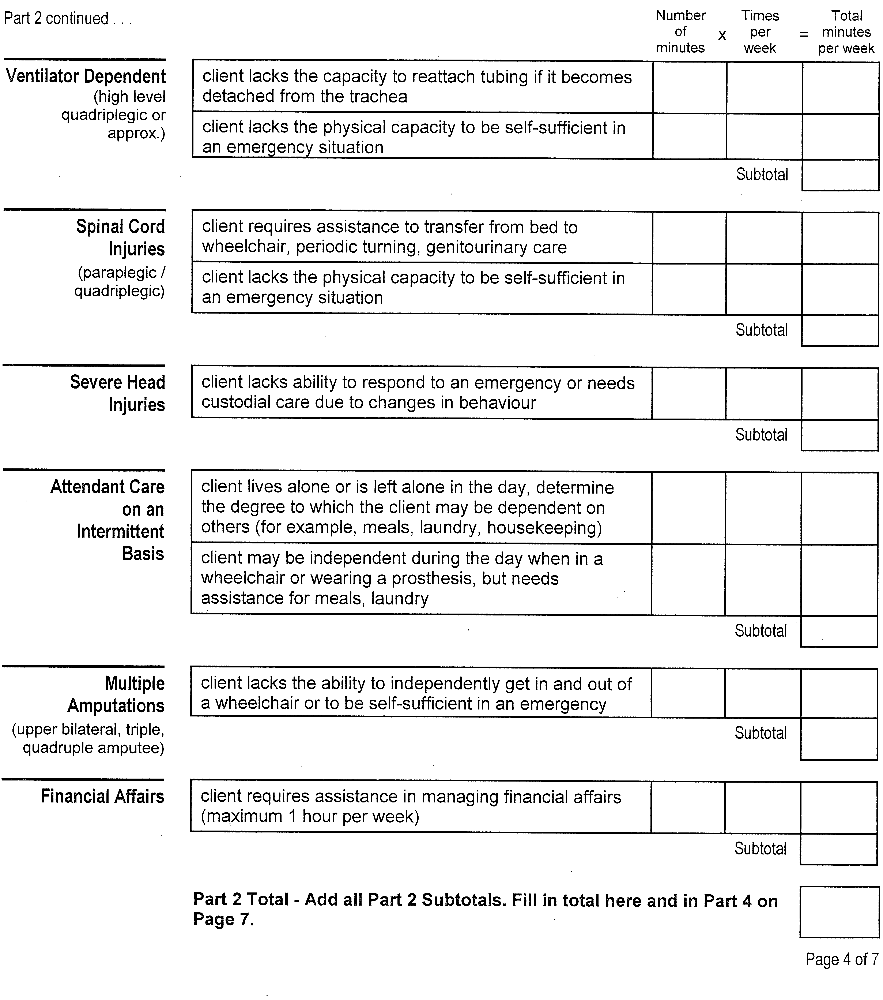 Part 2 continued . . .
Number
of
minutes
x
Times
per
week
=
Total
minutes
per week
Ventilator Dependent
(high level
quadriplegic or
approx.)
client lacks the capacity to reattach tubing if it becomes
detached from the trachea
client lacks the physical capacity to be self-sufficient in
an emergency situation
Subtotal
Spinal Cord
Injuries
(paraplegic /
quadriplegic)
client requires assistance to transfer from bed to
wheelchair, periodic turning, genitourinary care
client lacks the physical capacity to be self-sufficient in
an emergency situation
Subtotal
Severe Head
Injuries
client lacks ability to respond to an emergency or needs
custodial care due to changes in behaviour
Subtotal
Attendant Care
on an
Intermittent
Basis
client lives alone or is left alone in the day, determine
the degree to which the client may be dependent on
others (for example, meals, laundry, housekeeping)
client may be independent during the day when in a
wheelchair or wearing a prosthesis, but needs
assistance for meals, laundry
Subtotal
Multiple
Amputations
(upper bilateral, triple,
quadruple amputee)
client lacks the ability to independently get in and out of
a wheelchair or to be self-sufficient in an emergency
Subtotal
Financial Affairs
client requires assistance in managing financial affairs
(maximum 1 hour per week)
Subtotal
Part 2 Total - Add all Part 2 Subtotals. Fill in total here and in Part 4 on
Page 7.
Page 4 of 7